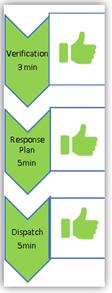 Verification
3 min
Response
Plan
5min
Dispatch
5min